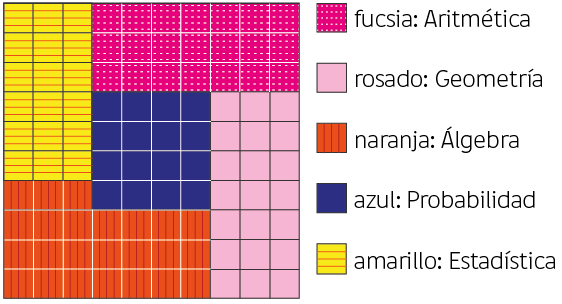 fucsia: Aritmética
rosado: Geometría
naranja: Álgebra
azul: Probabilidad
amarillo: Estadística